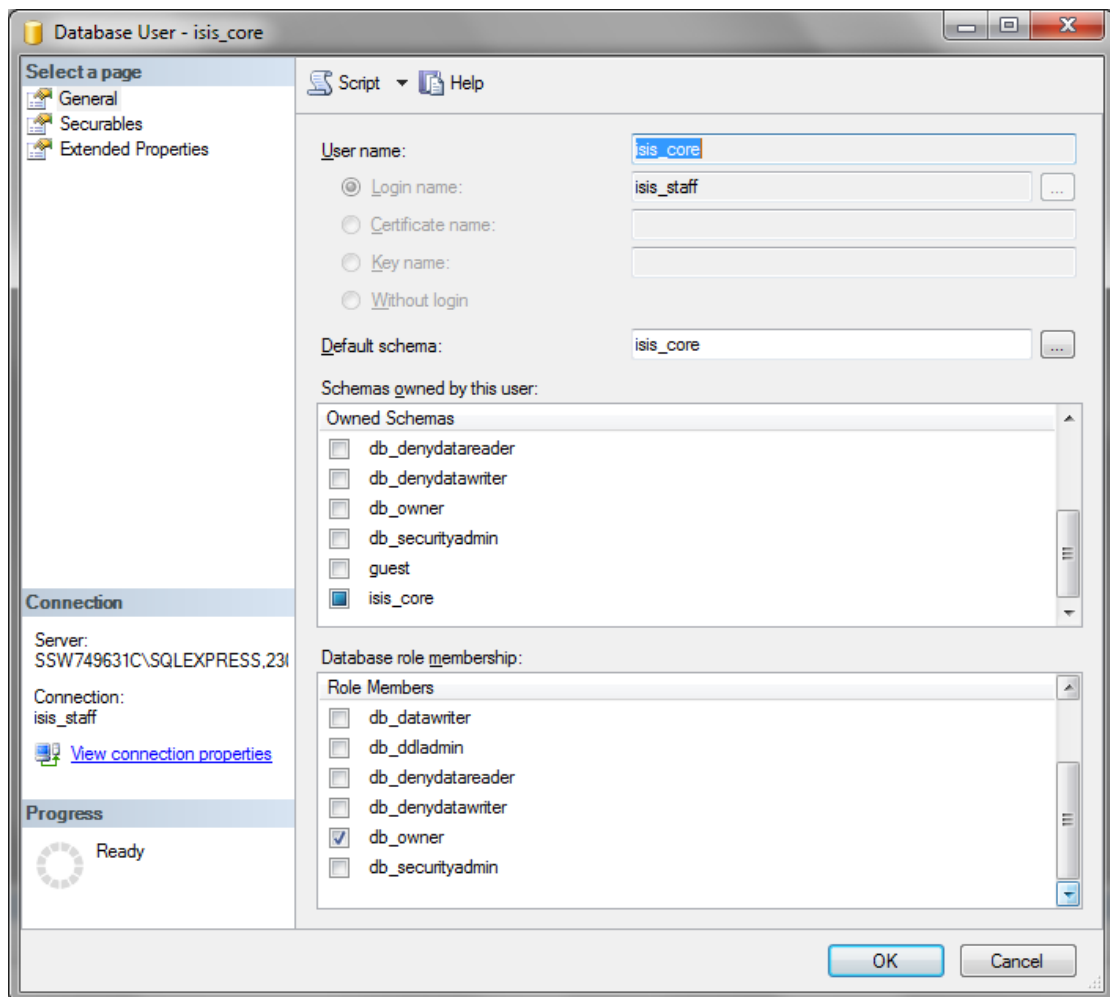 Database User - isis_core
Select a page
General
Securables
Extended Properties
Script
Help
User name:
isis_core
Login name:
isis_staff
...
Certificate name:
Key name:
Without login
Default schema:
isis_core
...
Schemas owned by this user:
Owned Schemas
db_denydatareader
db_denydatawriter
db_owner
db_securityadmin
guest
isis_core
Database role membership:
Role Members
db_datawriter
db_ddladmin
db_denydatareader
db_denydatawriter
db_owner
db_securityadmin
Connection
Server:
SSW749631C\SQLEXPRESS,23
Connection:
isis_staff
View connection properties
Progress
Ready
OK
Cancel